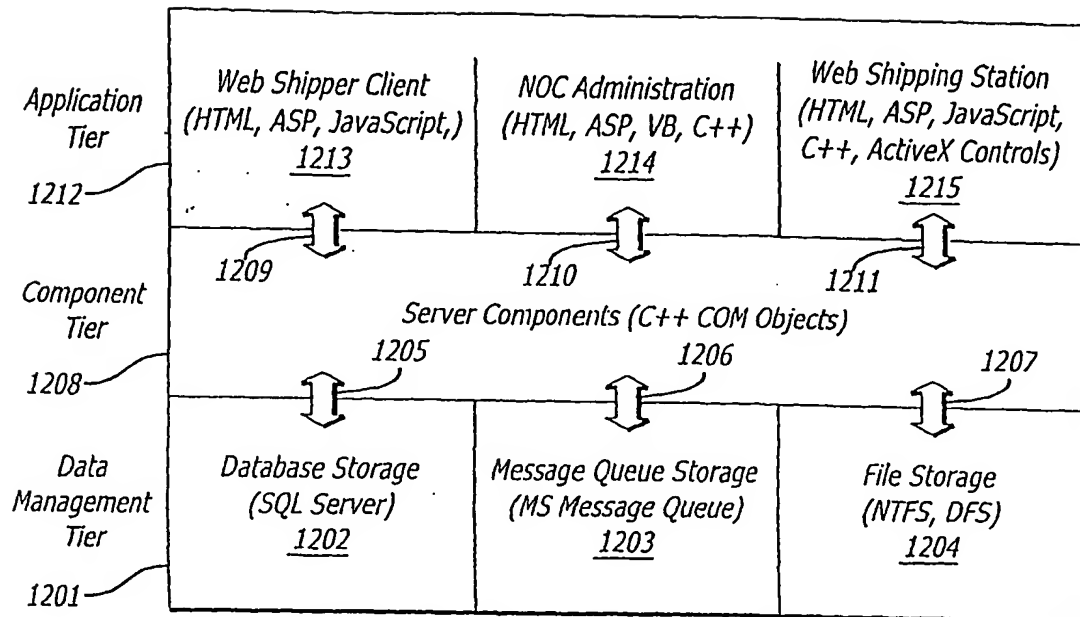 Application
Tier
1212
Web Shipper Client
(HTML, ASP, JavaScript,)
1213
NOC Administration
(HTML, ASP, VB, C++)
1214
Web Shipping Station
(HTML, ASP, JavaScript,
C++, ActiveX Controls)
1215
1209
1210
1211
Component
Tier
1208
Server Components (C++ COM Objects)
1205
1206
1207
Data
Management
Tier
1201
Database Storage
(SQL Server)
1202
Message Queue Storage
(MS Message Queue)
1203
File Storage
(NTFS, DFS)
1204